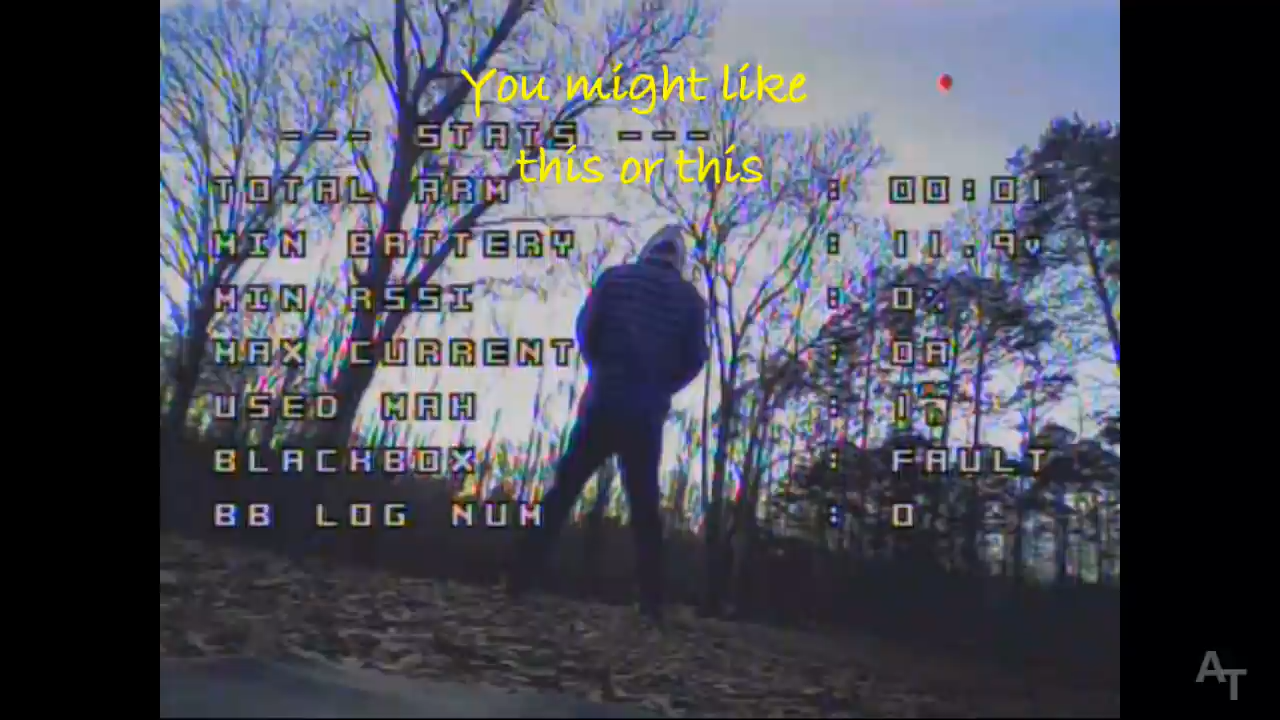 You might like
--- STATS ---
this or this
TOTAL ARM : 00:01
MIN BATTERY : 11.9v
MIN RSSI : 0%
MAX CURRENT : 0A
USED MAH :
BLACKBOX : FAULT
BB LOG NUM : 0
AT